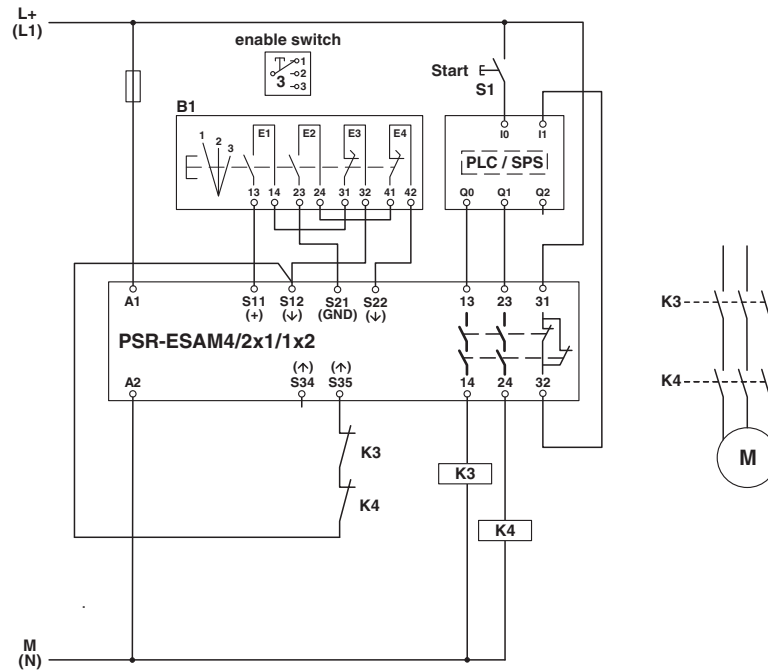 L+
(L1)
enable switch
1
2
3
3
Start
S1
B1
1
2
3
E1
E2
E3
E4
13
14
23
24
31
32
41
42
I0
I1
PLC / SPS
Q0
Q1
Q2
A1
S11
(+)
S12
(↓)
S21
(GND)
S22
(↓)
13
23
31
PSR-ESAM4/2x1/1x2
A2
(↑)
S34
(↑)
S35
14
24
32
K3
K4
K3
K4
K3
K4
M
M
(N)